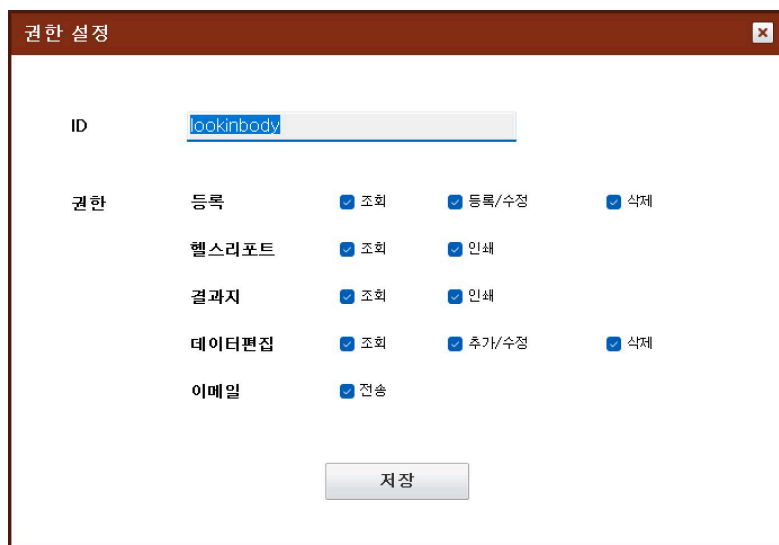 권한 설정
ID lookinbody
권한 등록 조회 등록/수정 삭제
헬스리포트 조회 인쇄
결과지 조회 인쇄
데이터편집 조회 추가/수정 삭제
이메일 전송
저장